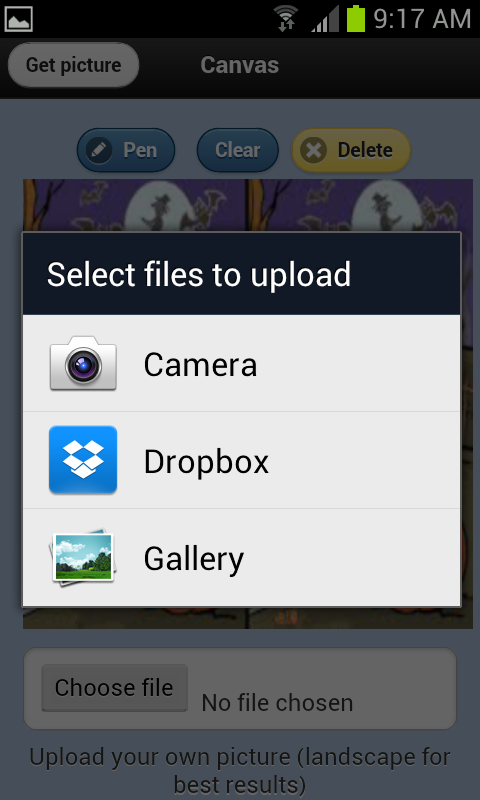 9:17 AM
Get picture
Canvas
Pen
Clear
Delete
Select files to upload
Camera
Dropbox
Gallery
Choose file
No file chosen
Upload your own picture (landscape for
best results)